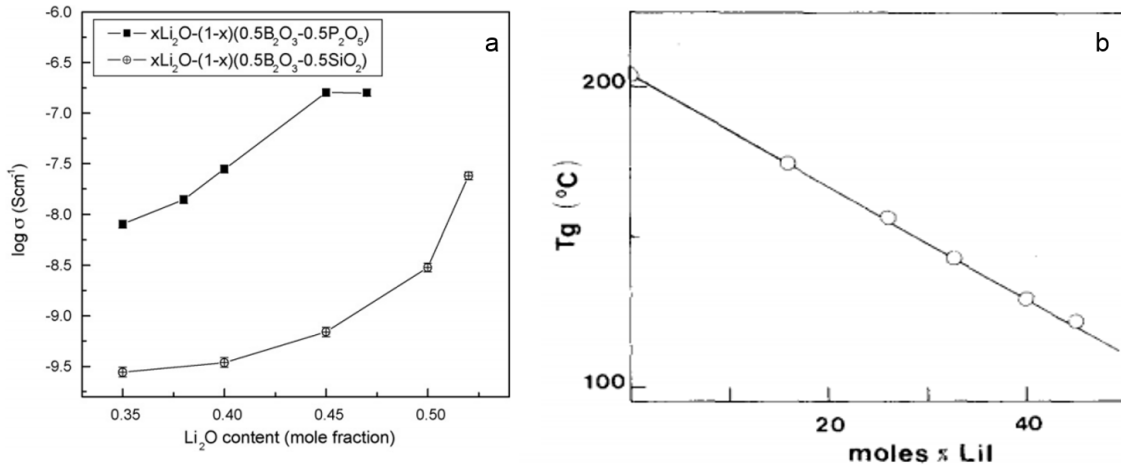 a
xLi₂O-(1-x)(0.5B₂O₃-0.5P₂O₅)
xLi₂O-(1-x)(0.5B₂O₃-0.5SiO₂)
-6.0
-6.5
-7.0
-7.5
-8.0
-8.5
-9.0
-9.5
log σ (Scm⁻¹)
0.35
0.40
0.45
0.50
Li₂O content (mole fraction)
b
200
100
Tg (°C)
20
40
moles % LiI